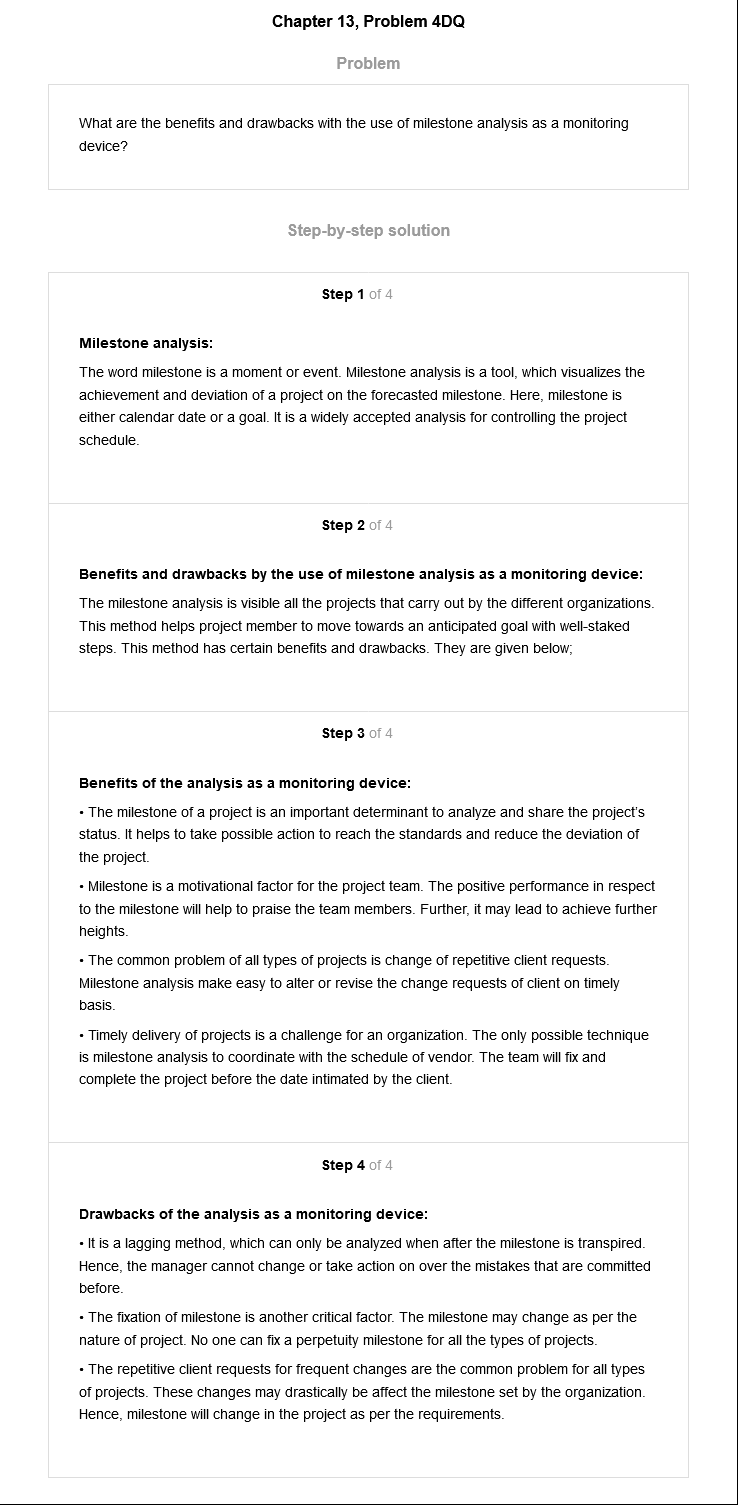 Chapter 13, Problem 4DQ
Problem
What are the benefits and drawbacks with the use of milestone analysis as a monitoring
device?
Step-by-step solution
Step 1 of 4
Milestone analysis:
The word milestone is a moment or event. Milestone analysis is a tool, which visualizes the
achievement and deviation of a project on the forecasted milestone. Here, milestone is
either calendar date or a goal. It is a widely accepted analysis for controlling the project
schedule.
Step 2 of 4
Benefits and drawbacks by the use of milestone analysis as a monitoring device:
The milestone analysis is visible all the projects that carry out by the different organizations.
This method helps project member to move towards an anticipated goal with well-staked
steps. This method has certain benefits and drawbacks. They are given below;
Step 3 of 4
Benefits of the analysis as a monitoring device:
• The milestone of a project is an important determinant to analyze and share the project's
status. It helps to take possible action to reach the standards and reduce the deviation of
the project.
• Milestone is a motivational factor for the project team. The positive performance in respect
to the milestone will help to praise the team members. Further, it may lead to achieve further
heights.
• The common problem of all types of projects is change of repetitive client requests.
Milestone analysis make easy to alter or revise the change requests of client on timely
basis.
• Timely delivery of projects is a challenge for an organization. The only possible technique
is milestone analysis to coordinate with the schedule of vendor. The team will fix and
complete the project before the date intimated by the client.
Step 4 of 4
Drawbacks of the analysis as a monitoring device:
• It is a lagging method, which can only be analyzed when after the milestone is transpired.
Hence, the manager cannot change or take action on over the mistakes that are committed
before.
• The fixation of milestone is another critical factor. The milestone may change as per the
nature of project. No one can fix a perpetuity milestone for all the types of projects.
• The repetitive client requests for frequent changes are the common problem for all types
of projects. These changes may drastically be affect the milestone set by the organization.
Hence, milestone will change in the project as per the requirements.